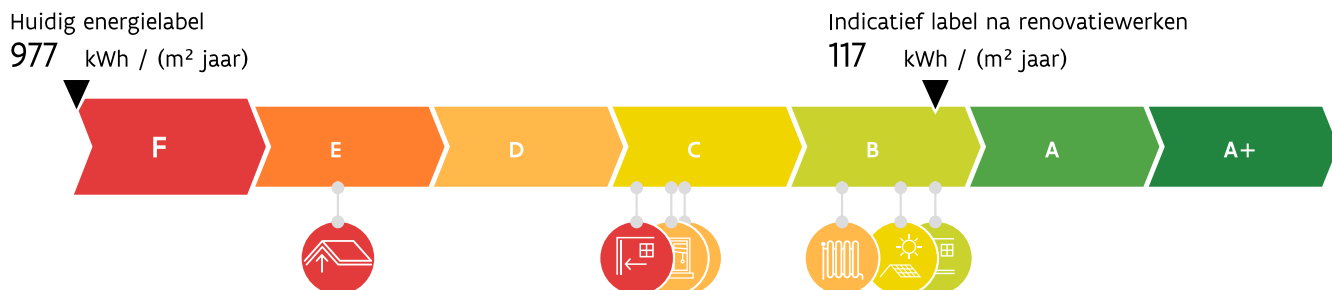 Huidig energielabel
977 kWh / (m² jaar)
Indicatief label na renovatiewerken
117 kWh / (m² jaar)
F E D C B A A+